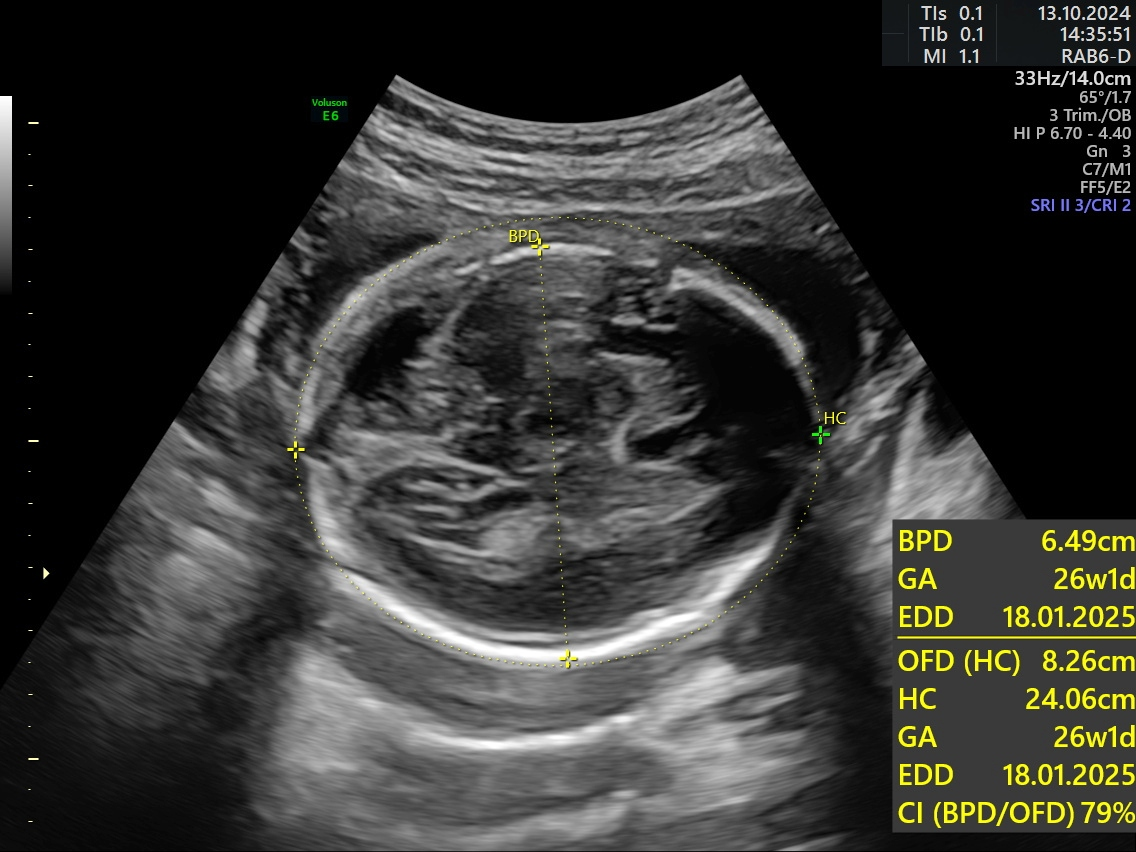 TIs 0.1 13.10.2024
TIb 0.1 14:35:51
MI 1.1 RAB6-D
33Hz/14.0cm
65°/1.7
3 Trim./OB
HI P 6.70 - 4.40
Gn 3
C7/M1
FF5/E2
SRI II 3/CRI 2
Voluson
E6
BPD
HC
BPD 6.49cm
GA 26w1d
EDD 18.01.2025
OFD (HC) 8.26cm
HC 24.06cm
GA 26w1d
EDD 18.01.2025
CI (BPD/OFD) 79%